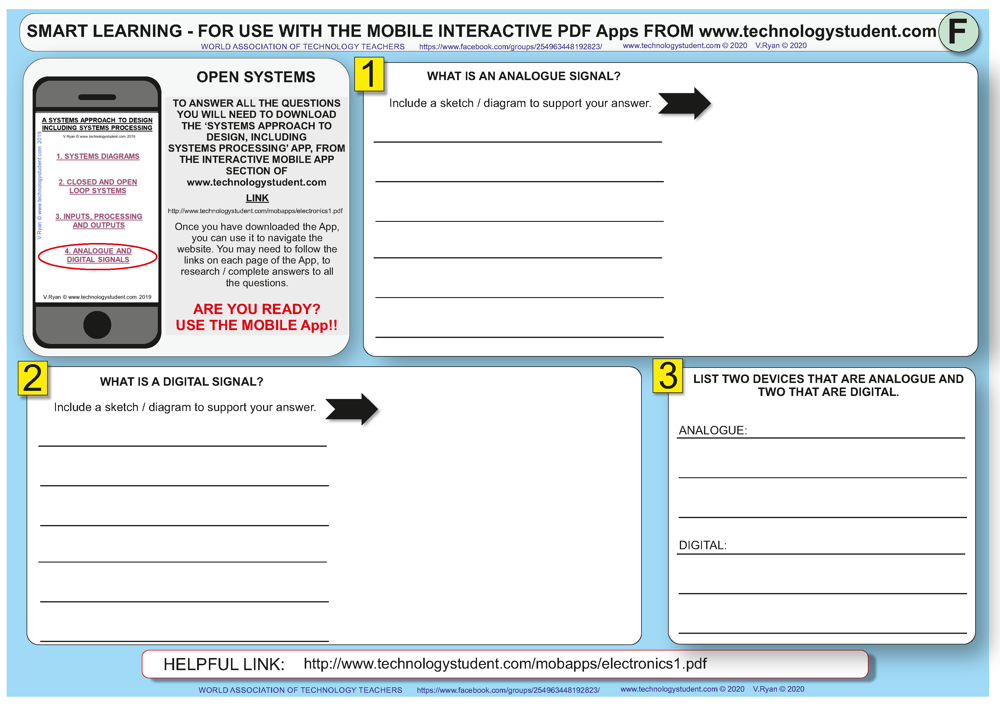 SMART LEARNING - FOR USE WITH THE MOBILE INTERACTIVE PDF Apps FROM www.technologystudent.com
F
WORLD ASSOCIATION OF TECHNOLOGY TEACHERS https://www.facebook.com/groups/254963448192823/ www.technologystudent.com © 2020 V.Ryan © 2020
A SYSTEMS APPROACH TO DESIGN
INCLUDING SYSTEMS PROCESSING
V.Ryan © www.technologystudent.com 2019
V.Ryan © www.technologystudent.com 2019
1. SYSTEMS DIAGRAMS
2. CLOSED AND OPEN
LOOP SYSTEMS
3. INPUTS, PROCESSING
AND OUTPUTS
4. ANALOGUE AND
DIGITAL SIGNALS
V.Ryan © www.technologystudent.com 2019
OPEN SYSTEMS
TO ANSWER ALL THE QUESTIONS
YOU WILL NEED TO DOWNLOAD
THE ‘SYSTEMS APPROACH TO
DESIGN, INCLUDING
SYSTEMS PROCESSING’ APP, FROM
THE INTERACTIVE MOBILE APP
SECTION OF
www.technologystudent.com
LINK
http://www.technologystudent.com/mobapps/electronics1.pdf
Once you have downloaded the App,
you can use it to navigate the
website. You may need to follow the
links on each page of the App, to
research / complete answers to all
the questions.
ARE YOU READY?
USE THE MOBILE App!!
1
WHAT IS AN ANALOGUE SIGNAL?
Include a sketch / diagram to support your answer.
2
WHAT IS A DIGITAL SIGNAL?
Include a sketch / diagram to support your answer.
3
LIST TWO DEVICES THAT ARE ANALOGUE AND
TWO THAT ARE DIGITAL.
ANALOGUE:
DIGITAL:
HELPFUL LINK: http://www.technologystudent.com/mobapps/electronics1.pdf
WORLD ASSOCIATION OF TECHNOLOGY TEACHERS https://www.facebook.com/groups/254963448192823/ www.technologystudent.com © 2020 V.Ryan © 2020